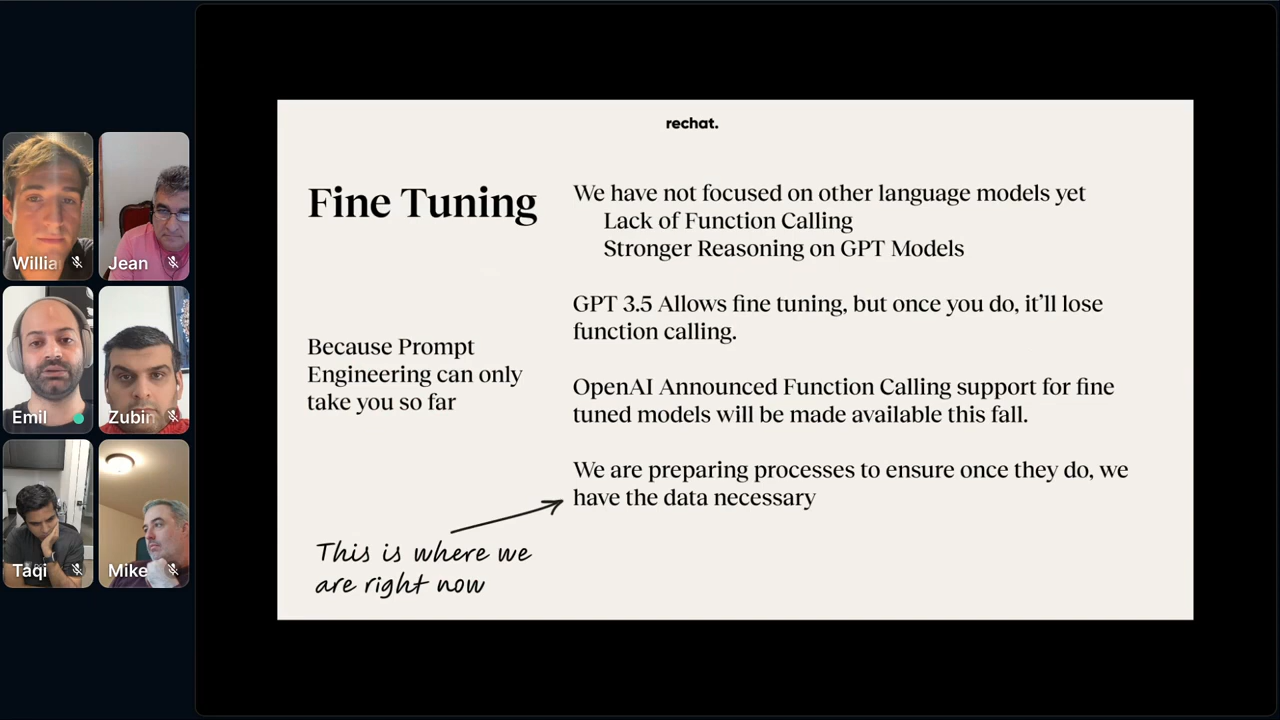 Willia
Jean
Emil
Zubin
Taqi
Mike
rechat.
Fine Tuning
Because Prompt
Engineering can only
take you so far
This is where we
are right now
We have not focused on other language models yet
Lack of Function Calling
Stronger Reasoning on GPT Models
GPT 3.5 Allows fine tuning, but once you do, it’ll lose
function calling.
OpenAI Announced Function Calling support for fine
tuned models will be made available this fall.
We are preparing processes to ensure once they do, we
have the data necessary